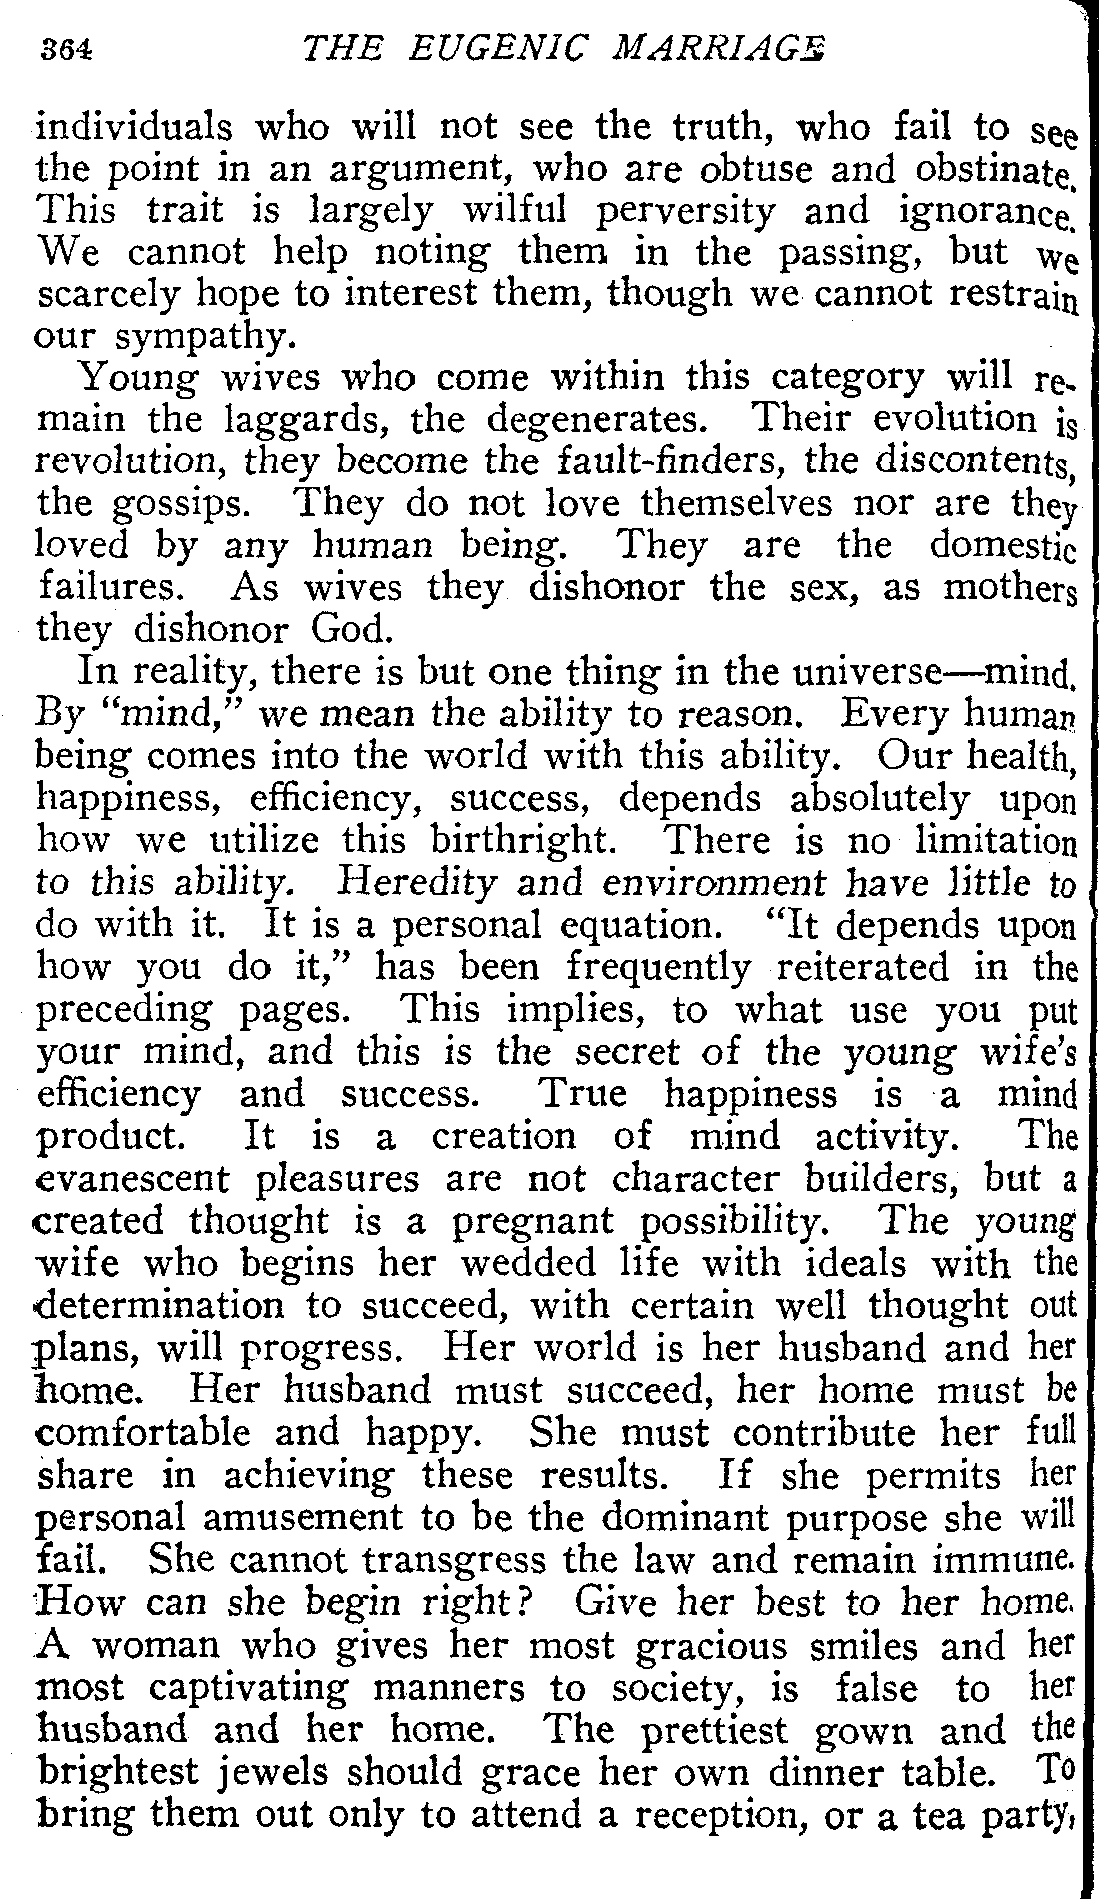 364 THE EUGENIC MARRIAGE
individuals who will not see the truth, who fail to see
the point in an argument, who are obtuse and obstinate.
This trait is largely wilful perversity and ignorance.
We cannot help noting them in the passing, but we
scarcely hope to interest them, though we cannot restrain
our sympathy.
Young wives who come within this category will re-
main the laggards, the degenerates. Their evolution is
revolution, they become the fault-finders, the discontents,
the gossips. They do not love themselves nor are they
loved by any human being. They are the domestic
failures. As wives they dishonor the sex, as mothers
they dishonor God.
In reality, there is but one thing in the universe—mind.
By "mind," we mean the ability to reason. Every human
being comes into the world with this ability. Our health,
happiness, efficiency, success, depends absolutely upon
how we utilize this birthright. There is no limitation
to this ability. Heredity and environment have little to
do with it. It is a personal equation. "It depends upon
how you do it," has been frequently reiterated in the
preceding pages. This implies, to what use you put
your mind, and this is the secret of the young wife's
efficiency and success. True happiness is a mind
product. It is a creation of mind activity. The
evanescent pleasures are not character builders, but a
created thought is a pregnant possibility. The young
wife who begins her wedded life with ideals with the
determination to succeed, with certain well thought out
plans, will progress. Her world is her husband and her
home. Her husband must succeed, her home must be
comfortable and happy. She must contribute her full
share in achieving these results. If she permits her
personal amusement to be the dominant purpose she will
fail. She cannot transgress the law and remain immune.
How can she begin right? Give her best to her home.
A woman who gives her most gracious smiles and her
most captivating manners to society, is false to her
husband and her home. The prettiest gown and the
brightest jewels should grace her own dinner table. To
bring them out only to attend a reception, or a tea party,